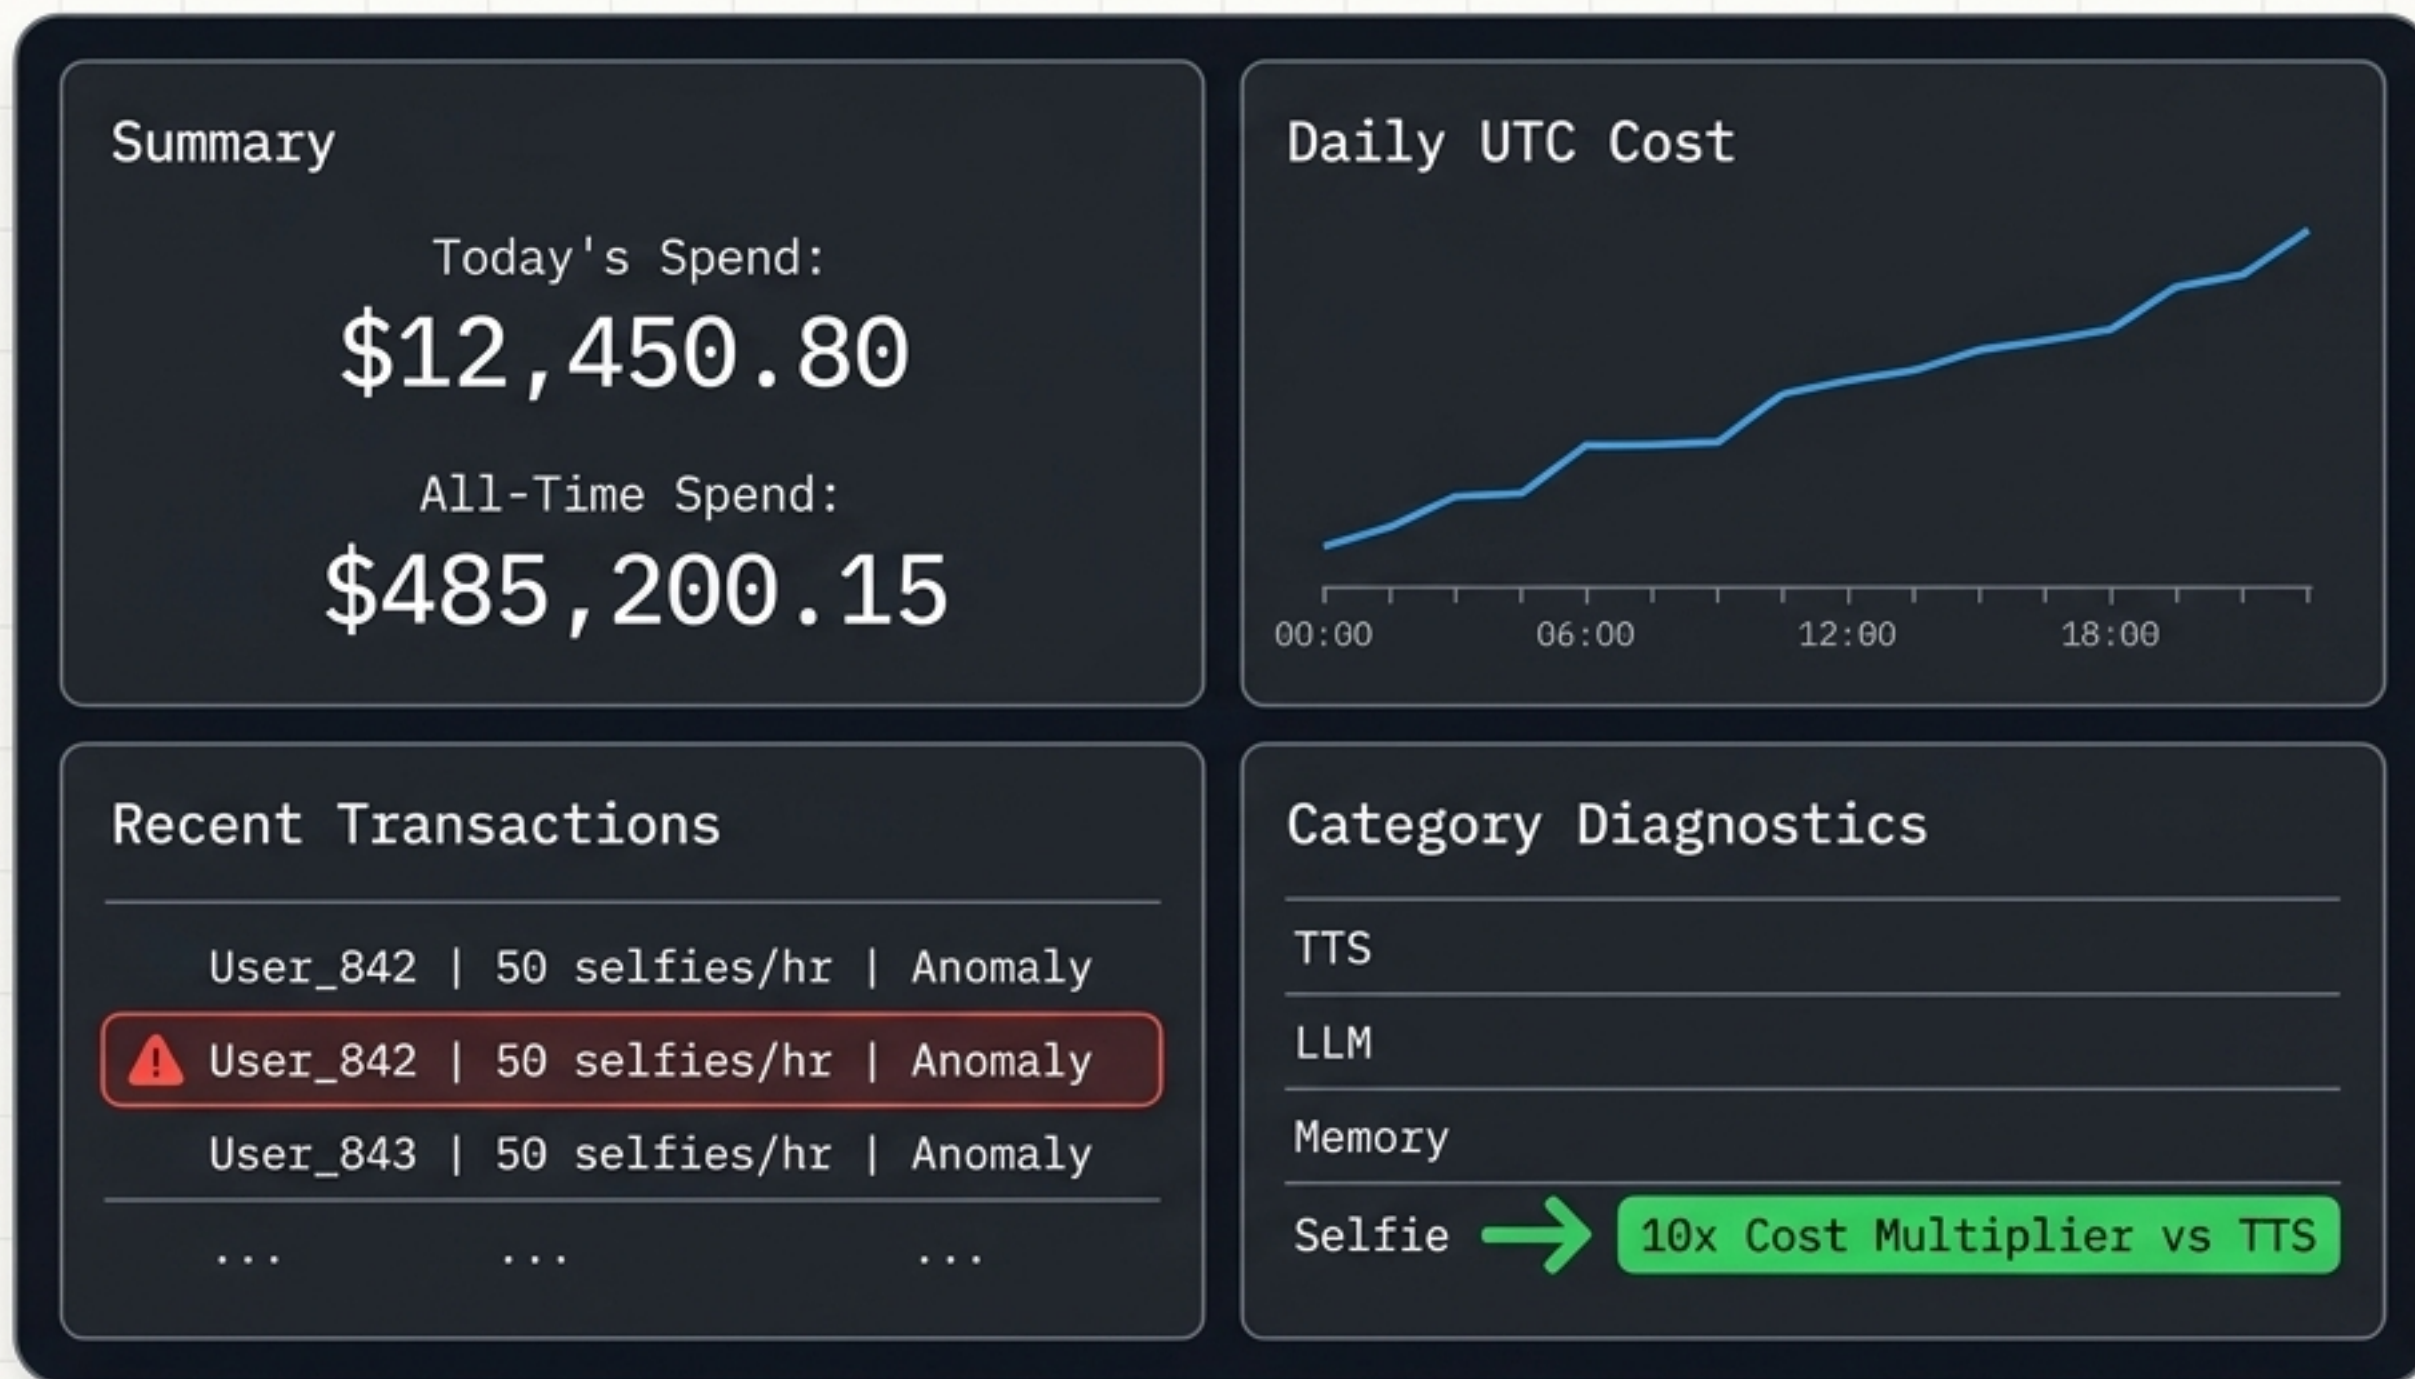 Summary
Today's Spend:
$12,450.80
All-Time Spend:
$485,200.15
Daily UTC Cost
00:00 06:00 12:00 18:00
Recent Transactions
User_842 | 50 selfies/hr | Anomaly
User_842 | 50 selfies/hr | Anomaly
User_843 | 50 selfies/hr | Anomaly
... ... ...
Category Diagnostics
TTS
LLM
Memory
Selfie 10x Cost Multiplier vs TTS